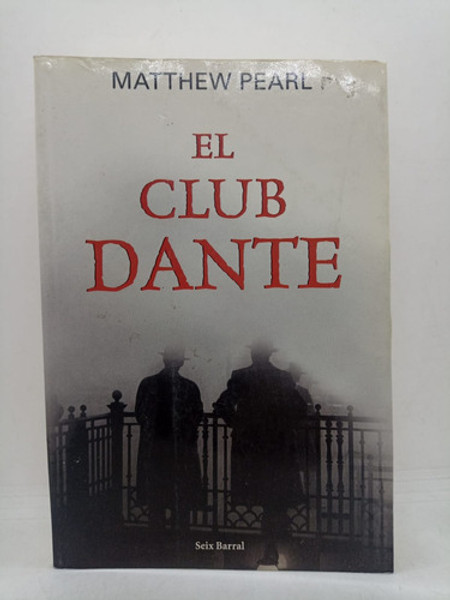 MATTHEW PEARL
EL
CLUB
DANTE
Seix Barral